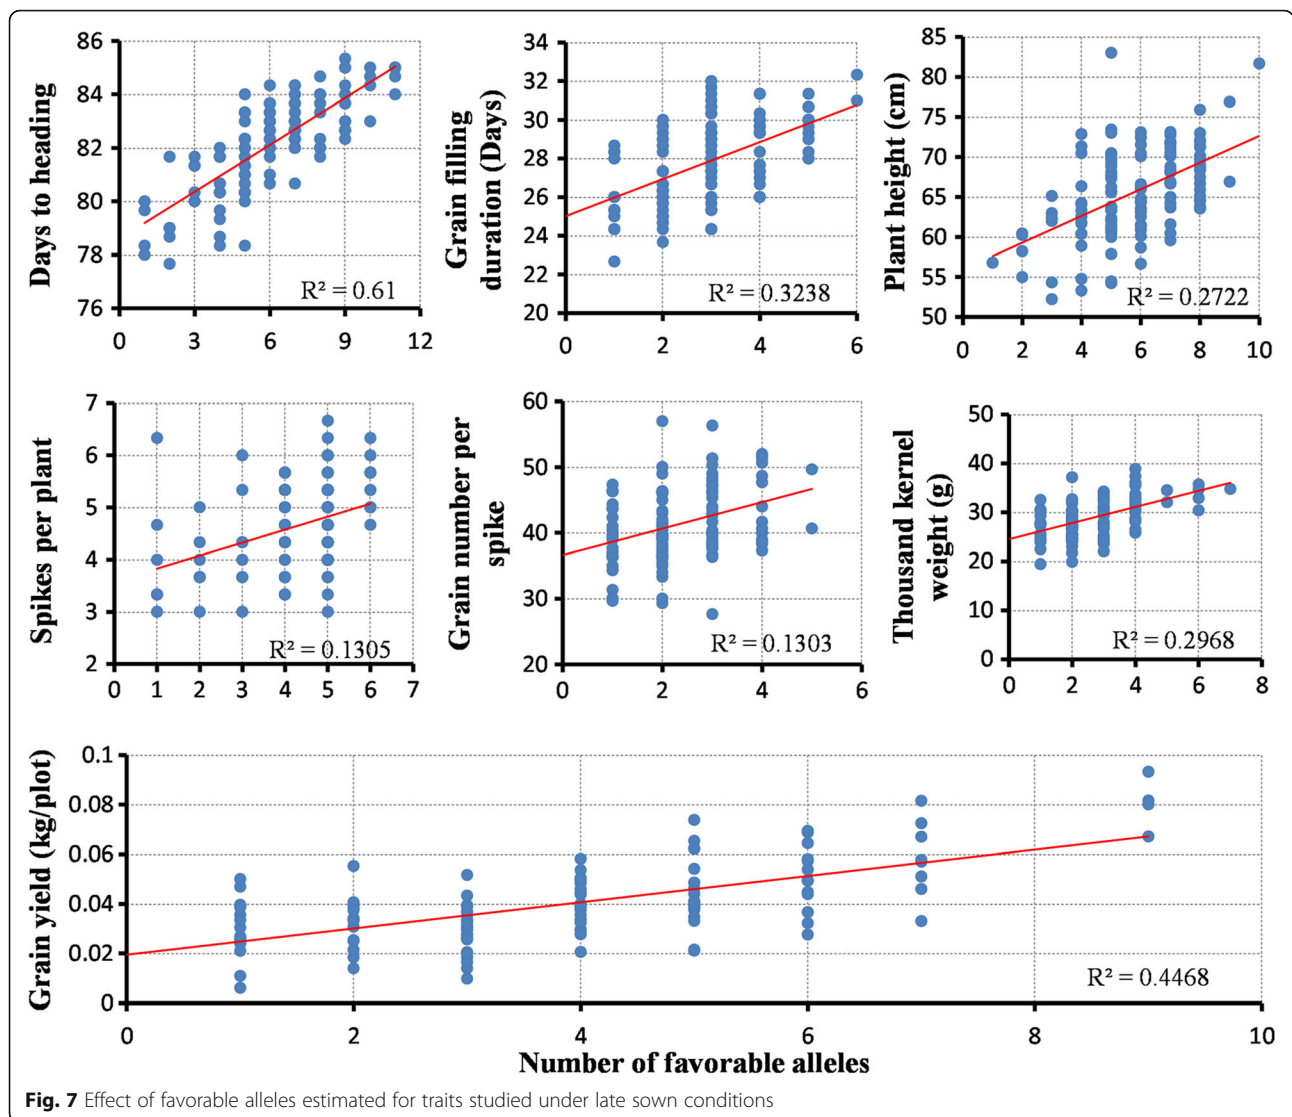 Days to heading
86
84
82
80
78
76
R² = 0.61
0 3 6 9 12
Grain filling
duration (Days)
34
32
30
28
26
24
22
20
R² = 0.3238
0 2 4 6
Plant height (cm)
85
80
75
70
65
60
55
50
R² = 0.2722
0 2 4 6 8 10
Spikes per plant
7
6
5
4
3
2
R² = 0.1305
0 1 2 3 4 5 6 7
Grain number per
spike
60
50
40
30
20
R² = 0.1303
0 2 4 6
Thousand kernel
weight (g)
50
40
30
20
10
0
R² = 0.2968
0 2 4 6 8
Grain yield (kg/plot)
0.1
0.08
0.06
0.04
0.02
0
R² = 0.4468
0 2 4 6 8 10
Number of favorable alleles
Fig. 7 Effect of favorable alleles estimated for traits studied under late sown conditions